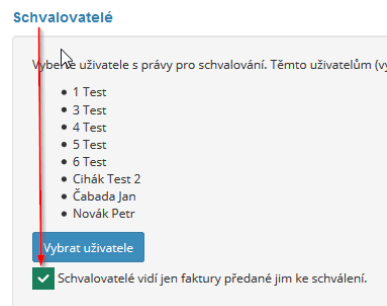 Schvalovatelé
Vyberte uživatele s právy pro schvalování. Těmto uživatelům
1 Test
3 Test
4 Test
5 Test
6 Test
Cihák Test 2
Čabada Jan
Novák Petr
Vybrat uživatele
Schvalovatelé vidí jen faktury předané jim ke schválení.